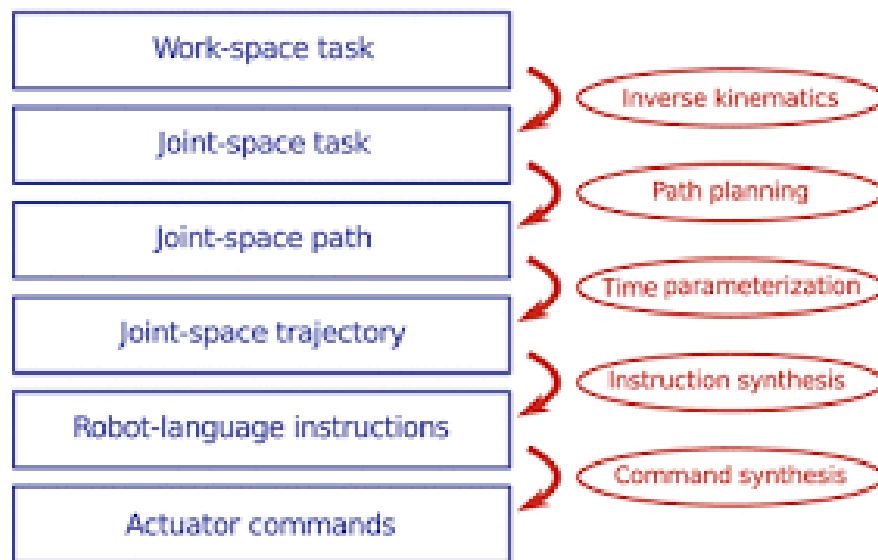 Work-space task
Inverse kinematics
Joint-space task
Path planning
Joint-space path
Time parameterization
Joint-space trajectory
Instruction synthesis
Robot-language instructions
Command synthesis
Actuator commands